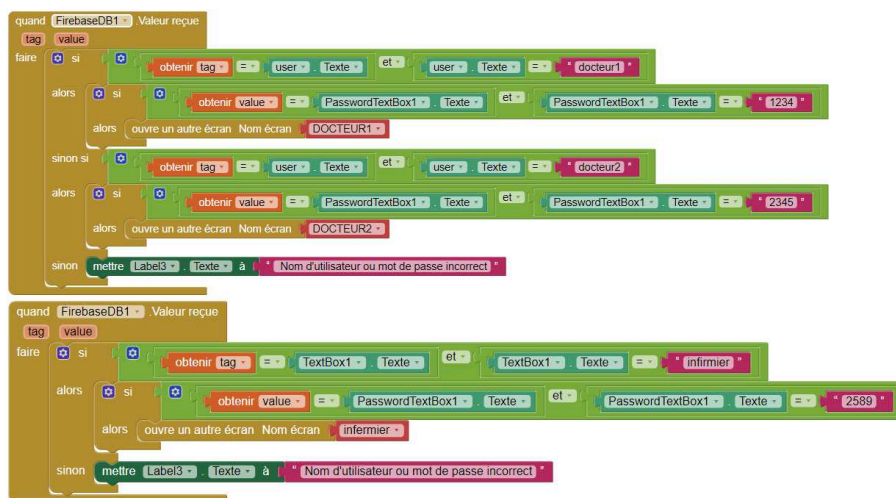 quand FirebaseDB1 .Valeur reçue
tag value
faire si obtenir tag = user . Texte et user . Texte = " docteur1 "
alors si obtenir value = PasswordTextBox1 . Texte et PasswordTextBox1 . Texte = " 1234 "
alors ouvre un autre écran Nom écran DOCTEUR1
sinon si obtenir tag = user . Texte et user . Texte = " docteur2 "
alors si obtenir value = PasswordTextBox1 . Texte et PasswordTextBox1 . Texte = " 2345 "
alors ouvre un autre écran Nom écran DOCTEUR2
sinon mettre Label3 . Texte à " Nom d'utilisateur ou mot de passe incorrect "
quand FirebaseDB1 .Valeur reçue
tag value
faire si obtenir tag = TextBox1 . Texte et TextBox1 . Texte = " infirmier "
alors si obtenir value = PasswordTextBox1 . Texte et PasswordTextBox1 . Texte = " 2589 "
alors ouvre un autre écran Nom écran infermier
sinon mettre Label3 . Texte à " Nom d'utilisateur ou mot de passe incorrect "